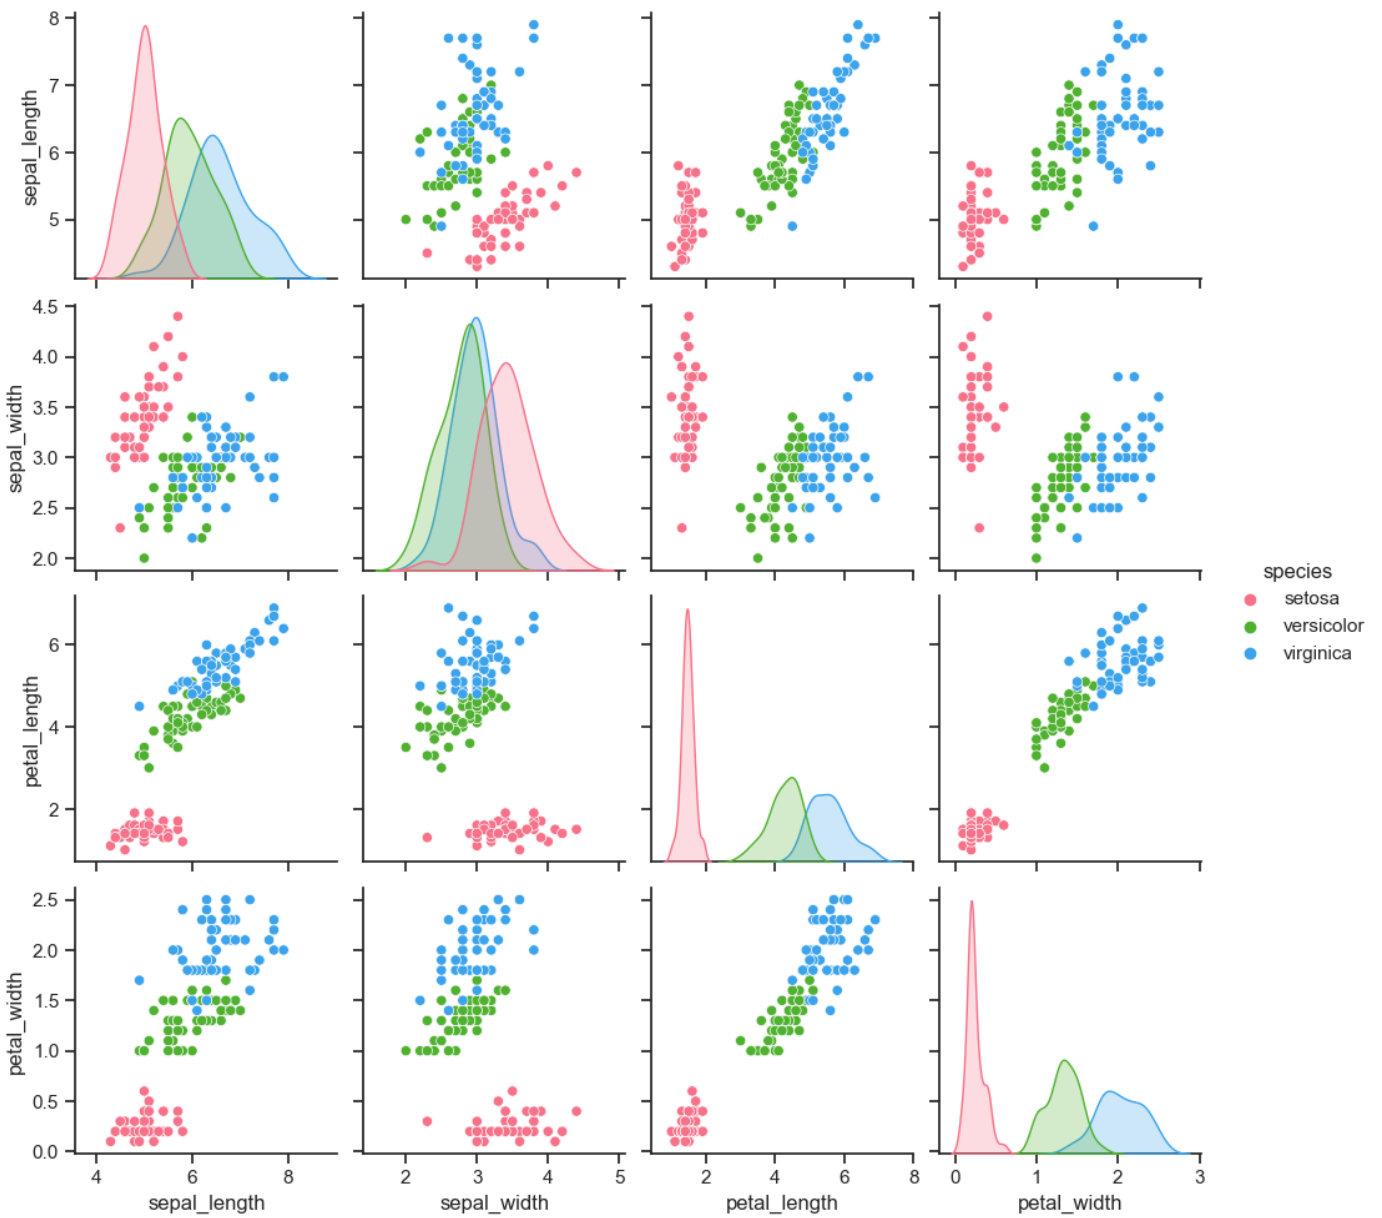 8
7
6
5
sepal_length
4.5
4.0
3.5
3.0
2.5
2.0
sepal_width
6
4
2
petal_length
2.5
2.0
1.5
1.0
0.5
0.0
petal_width
4 6 8
sepal_length
2 3 4 5
sepal_width
2 4 6 8
petal_length
0 1 2 3
petal_width
species
setosa
versicolor
virginica